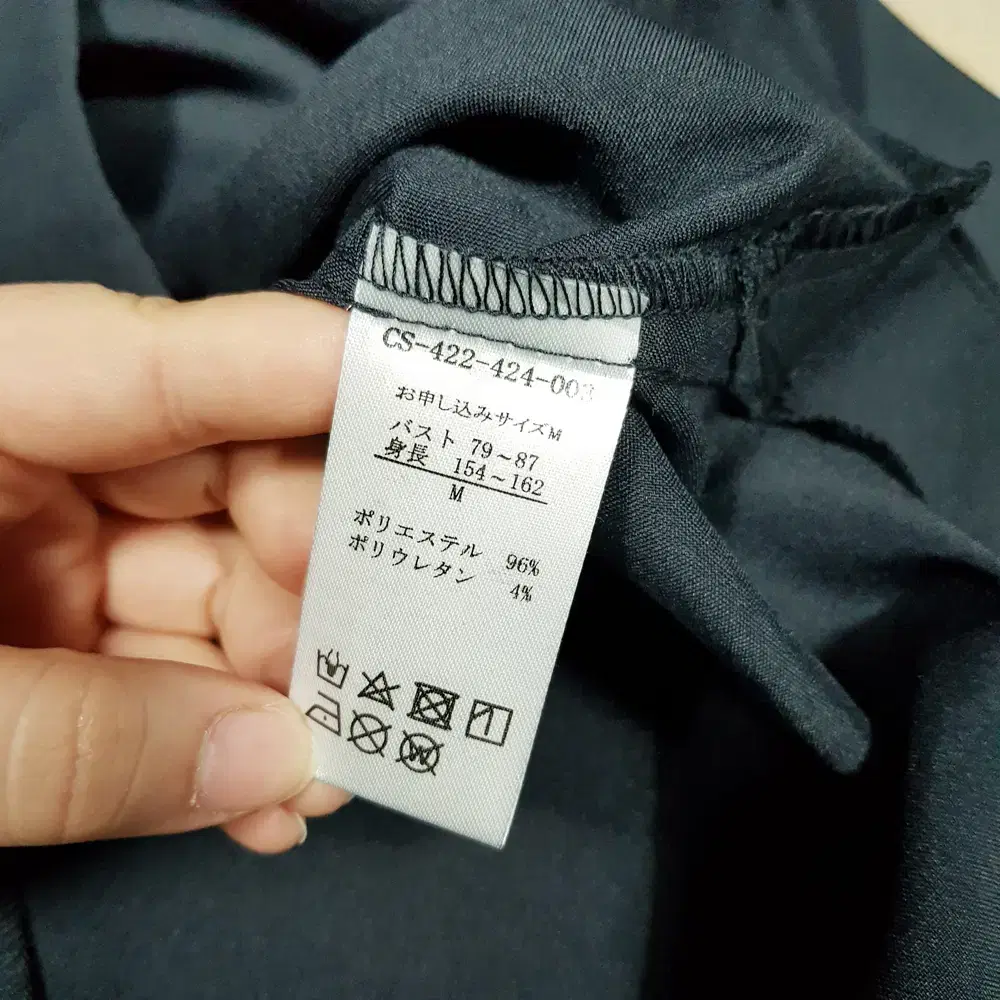 CS-422-424-003
お申し込みサイズM
バスト 79～87
身長 154～162
M
ポリエステル 96%
ポリウレタン 4%